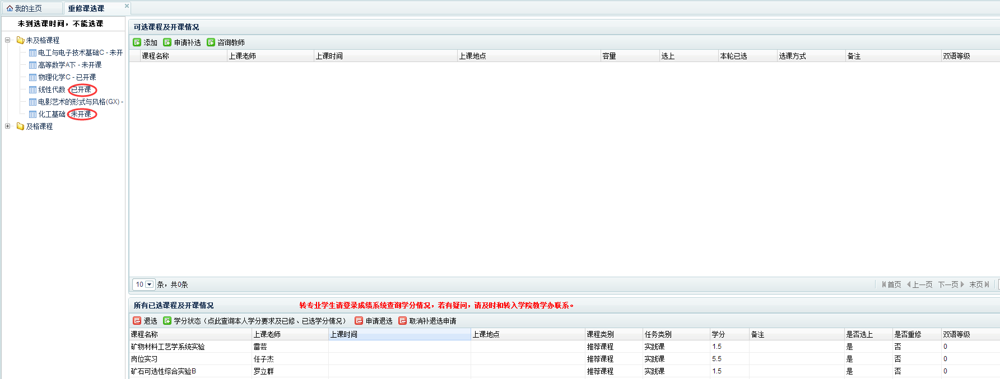 我的主页 重修课选课
未到选课时间，不能选课
未及格课程
电工与电子技术基础C - 未开
高等数学A下 - 未开课
物理化学C - 已开课
线性代数 - 已开课
电影艺术的形式与风格(GX) -
化工基础 - 未开课
及格课程
可选课程及开课情况
添加 申请补选 咨询教师
课程名称 上课老师 上课时间 上课地点 容量 选上 本轮已选 选课方式 备注 双语等级
10 条，共0条 首页 上一页 下一页 末页
所有已选课程及开课情况 转专业学生请登录成绩系统查询学分情况，若有疑问，请及时和转入学院教学办联系。
退选 学分状态（点此查询本人学分要求及已修、已选学分情况） 申请退选 取消补退选申请
课程名称 上课老师 上课时间 上课地点 课程类别 任务类别 学分 备注 是否选上 是否重修 双语等级
矿物材料工艺学系统实验 雷芸 推荐课程 实践课 1.5 是 否 0
岗位实习 任子杰 推荐课程 实践课 5.5 是 否 0
矿石可选性综合实验B 罗立群 推荐课程 实践课 1.5 是 否 0